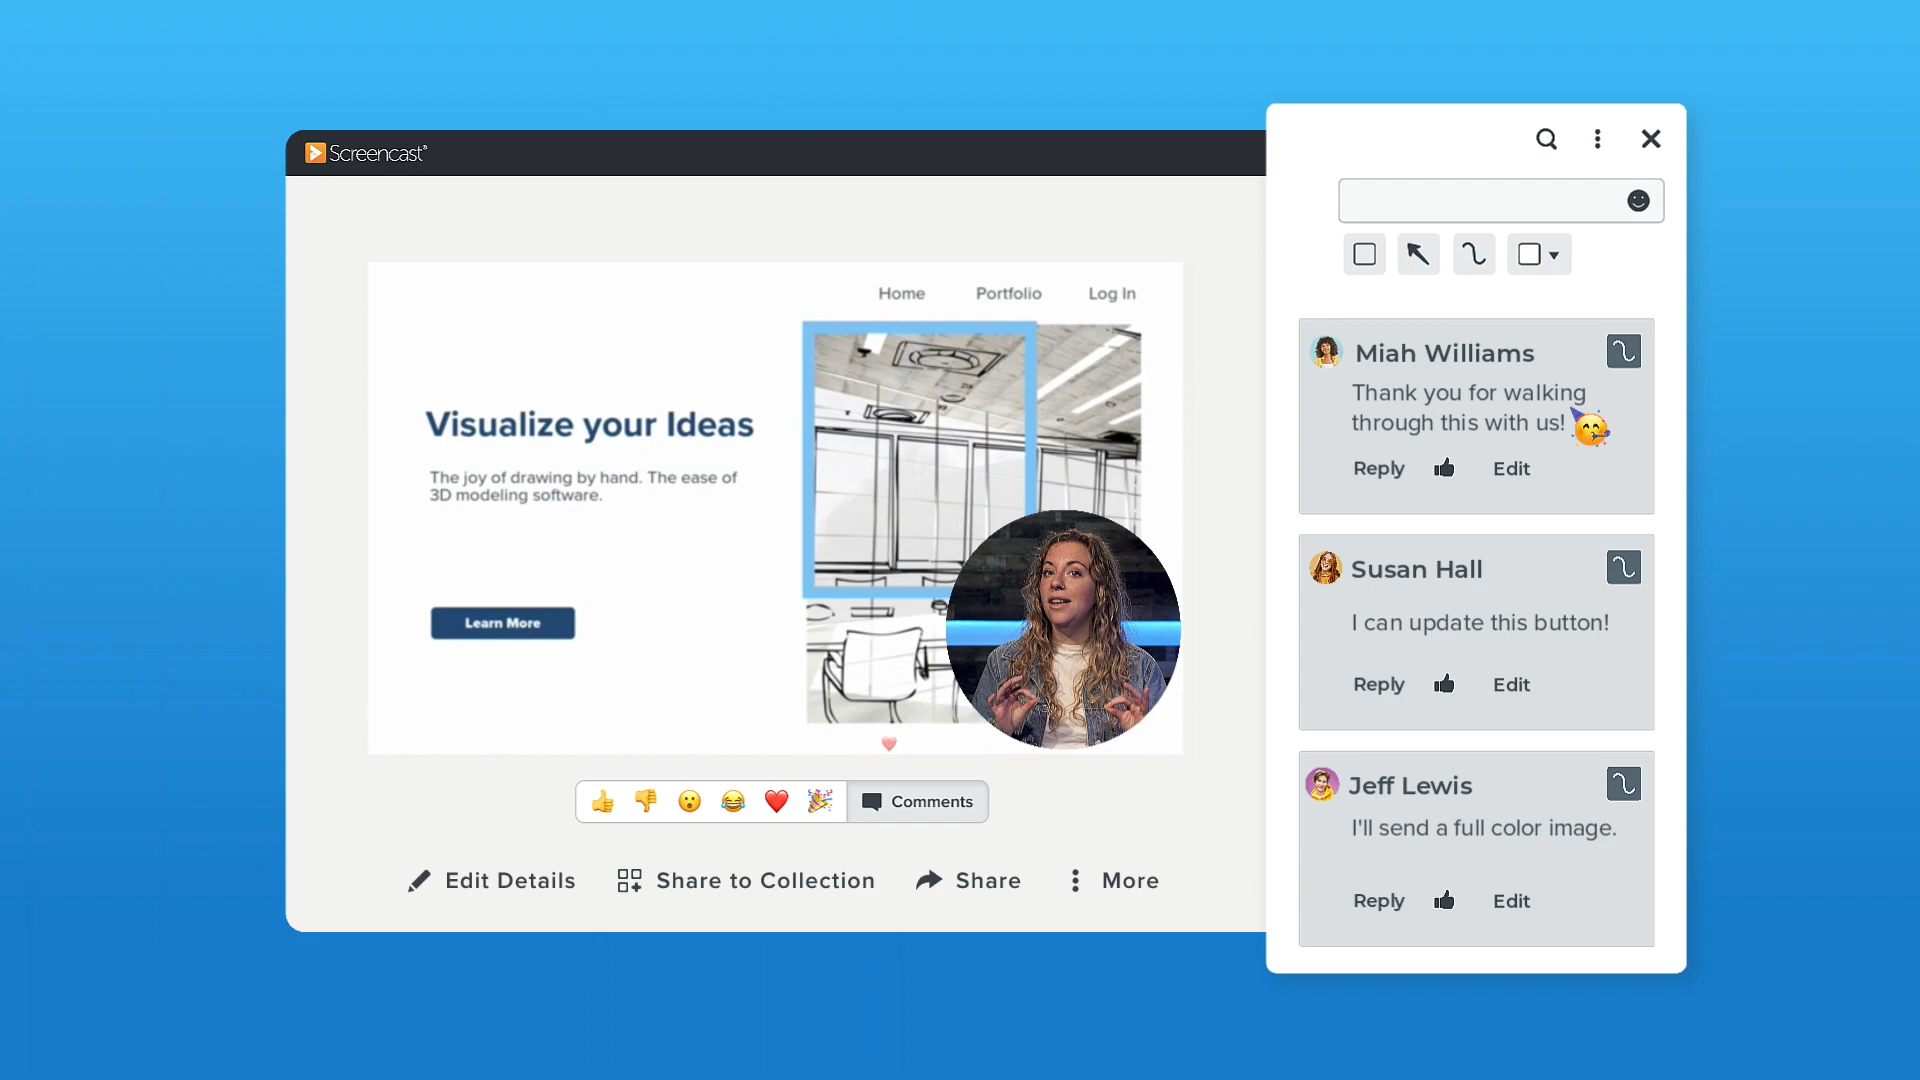 Screencast®
Home Portfolio Log In
Visualize your Ideas
The joy of drawing by hand. The ease of
3D modeling software.
Learn More
Comments
Edit Details
Share to Collection
Share
More
Miah Williams
Thank you for walking
through this with us!
Reply Edit
Susan Hall
I can update this button!
Reply Edit
Jeff Lewis
I'll send a full color image.
Reply Edit